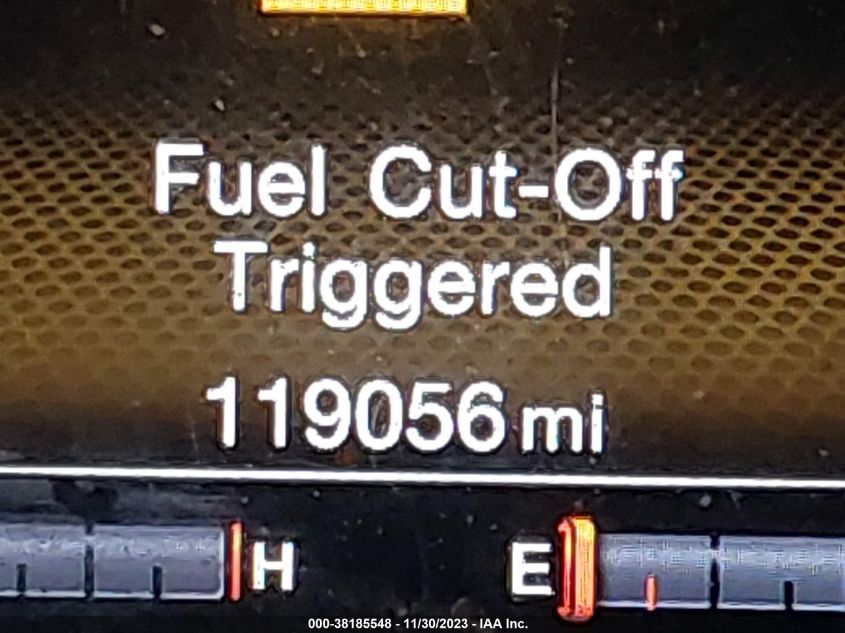 Fuel Cut-Off
Triggered
119056 mi
H E
000-38185548 - 11/30/2023 - IAA Inc.